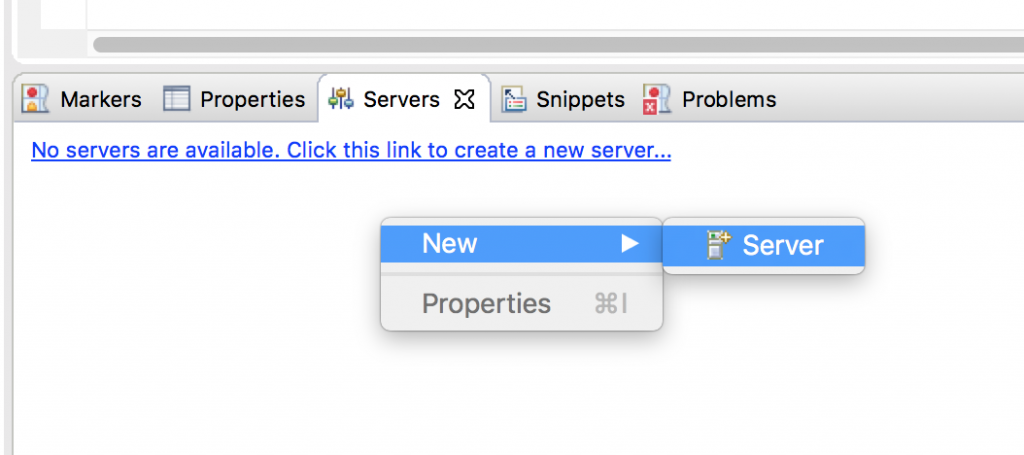 Markers Properties Servers Snippets Problems
No servers are available. Click this link to create a new server...
New Server
Properties ⌘I